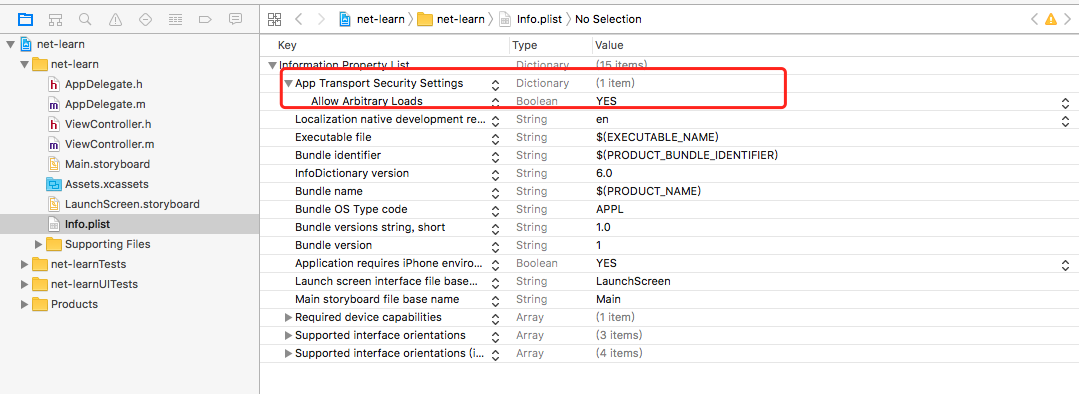 net-learn net-learn Info.plist No Selection
net-learn
net-learn
AppDelegate.h
AppDelegate.m
ViewController.h
ViewController.m
Main.storyboard
Assets.xcassets
LaunchScreen.storyboard
Info.plist
Supporting Files
net-learnTests
net-learnUITests
Products
Key Type Value
Information Property List Dictionary (15 items)
App Transport Security Settings Dictionary (1 item)
Allow Arbitrary Loads Boolean YES
Localization native development re... String en
Executable file String $(EXECUTABLE_NAME)
Bundle identifier String $(PRODUCT_BUNDLE_IDENTIFIER)
InfoDictionary version String 6.0
Bundle name String $(PRODUCT_NAME)
Bundle OS Type code String APPL
Bundle versions string, short String 1.0
Bundle version String 1
Application requires iPhone enviro... Boolean YES
Launch screen interface file base... String LaunchScreen
Main storyboard file base name String Main
Required device capabilities Array (1 item)
Supported interface orientations Array (3 items)
Supported interface orientations (i... Array (4 items)